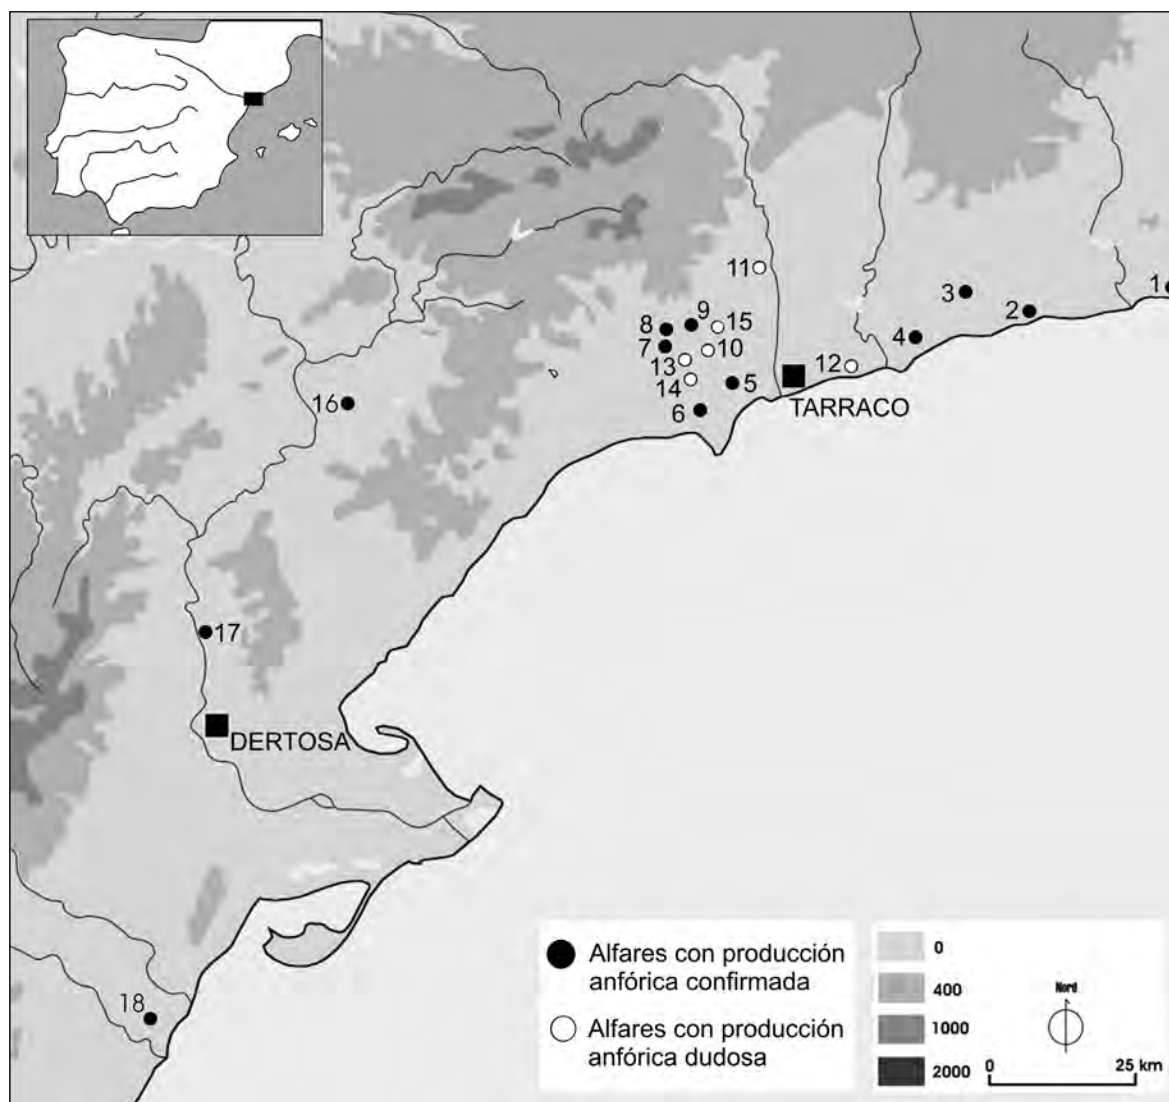 1
11
3
2
9
15
8
4
7
10
13
12
5
14
TARRACO
16
6
17
DERTOSA
18
Alfares con producción
anfórica confirmada
Alfares con producción
anfórica dudosa
0
400
1000
2000
Nord
0 25 km